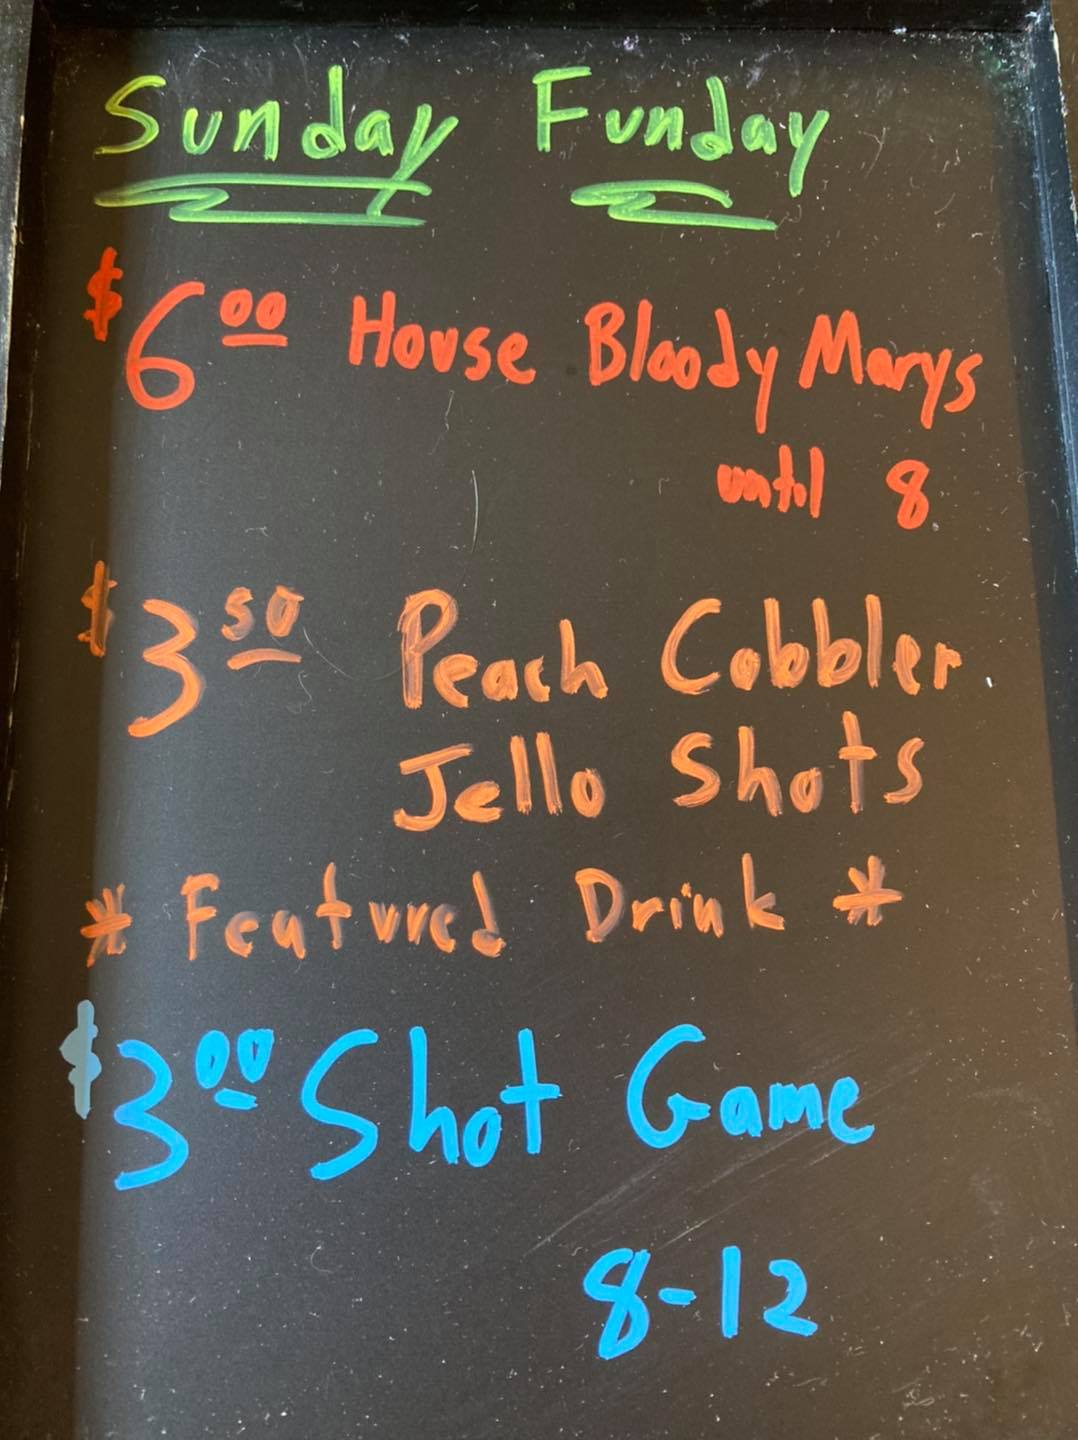 Sunday Funday
$6.00 House Bloody Marys
until 8
$3.50 Peach Cobbler
Jello Shots
* Featured Drink *
$3.00 Shot Game
8-12